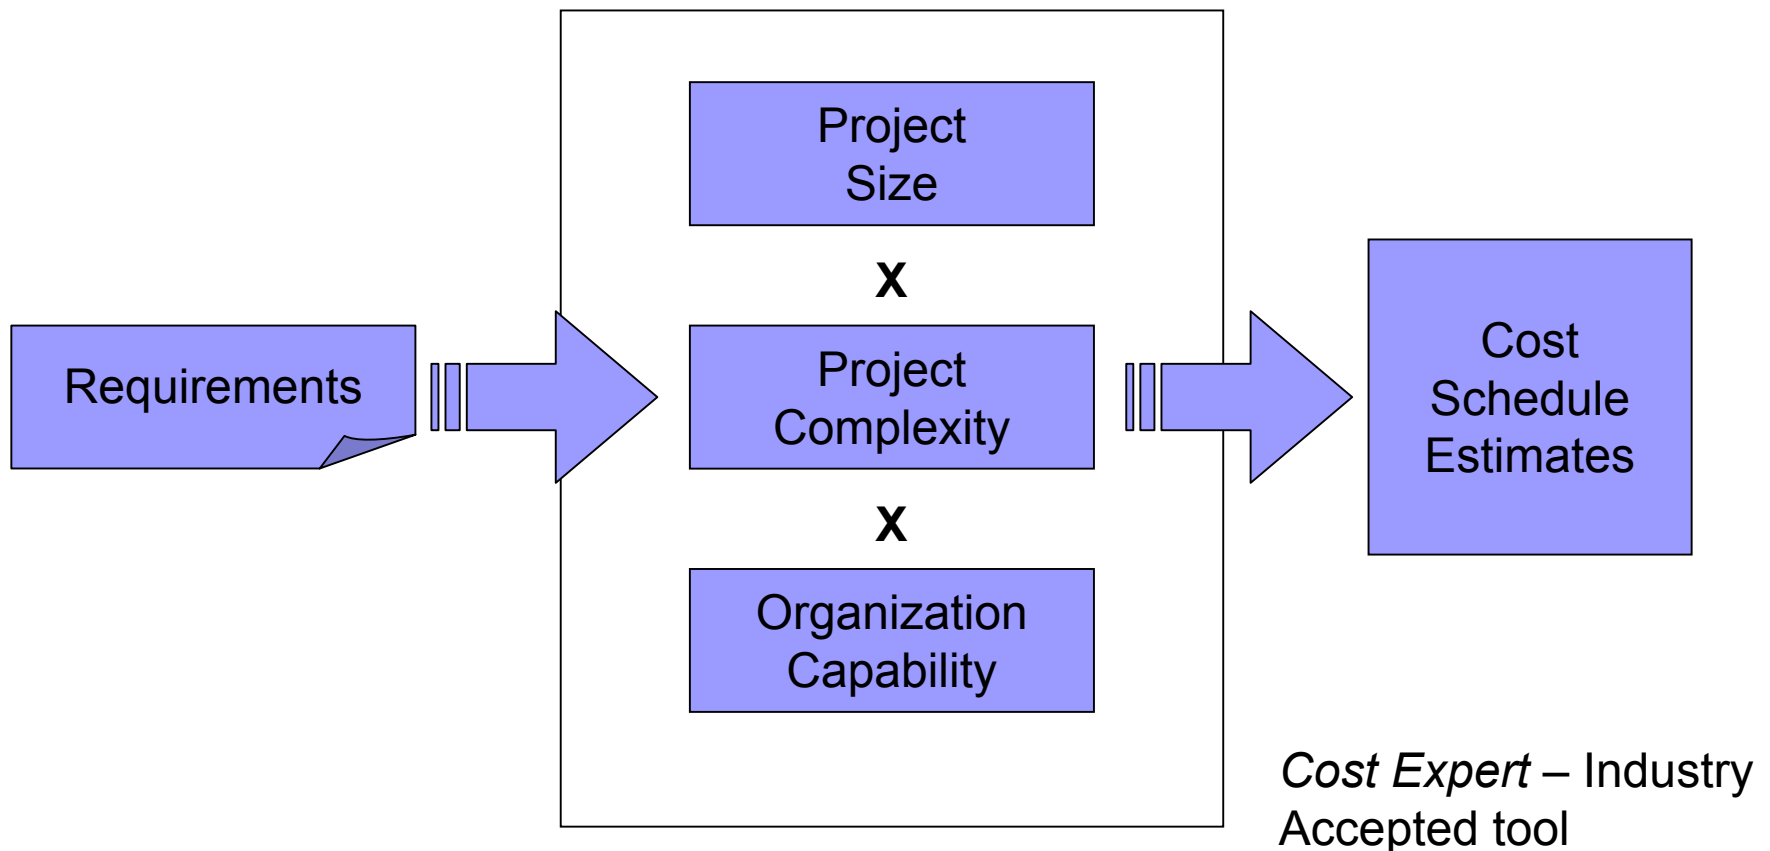 Requirements
Project
Size
X
Project
Complexity
X
Organization
Capability
Cost
Schedule
Estimates
Cost Expert – Industry
Accepted tool